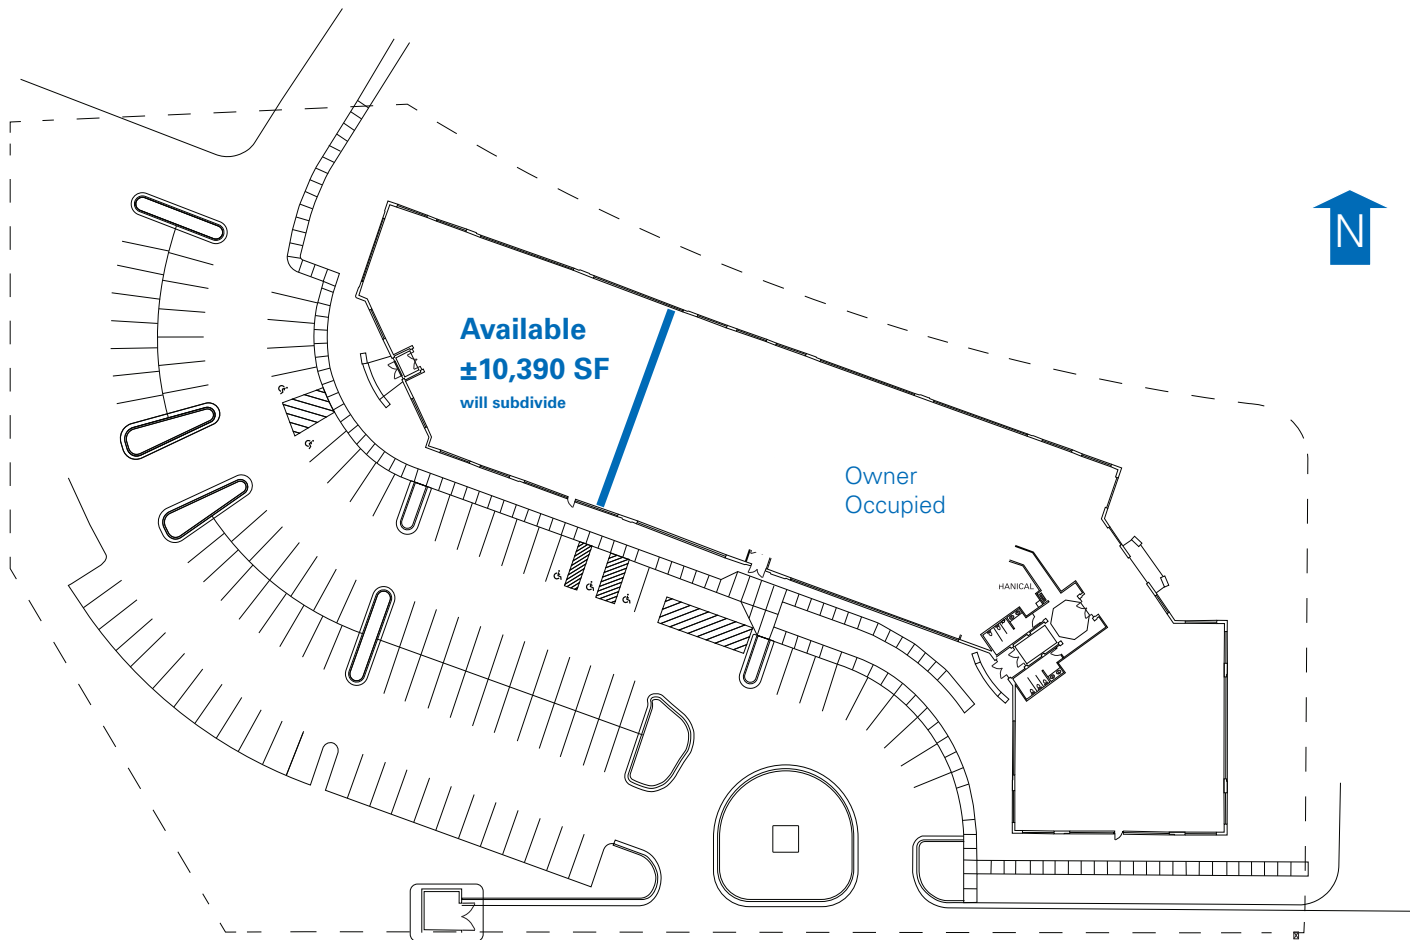 N
Available
±10,390 SF
will subdivide
Owner
Occupied
HANICAL